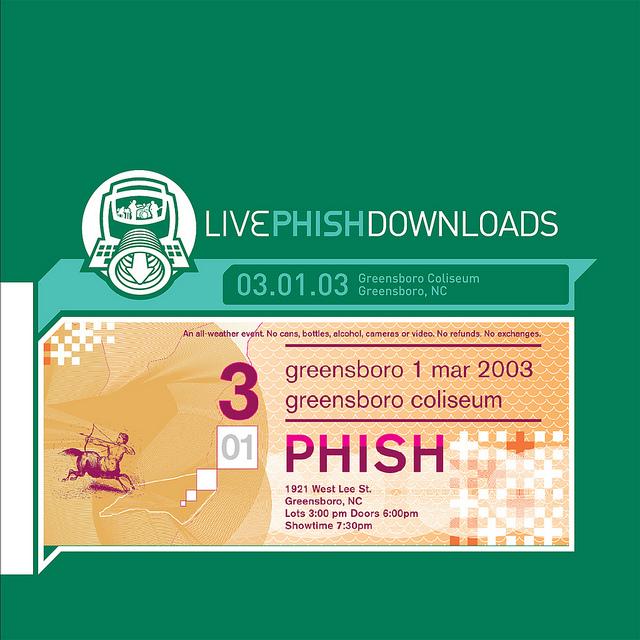 LIVEPHISHDOWNLOADS
03.01.03
Greensboro Coliseum
Greensboro, NC
An all-weather event. No cans, bottles, alcohol, cameras or video. No refunds. No exchanges.
3
01
greensboro 1 mar 2003
greensboro coliseum
PHISH
1921 West Lee St.
Greensboro, NC
Lots 3:00 pm Doors 6:00pm
Showtime 7:30pm